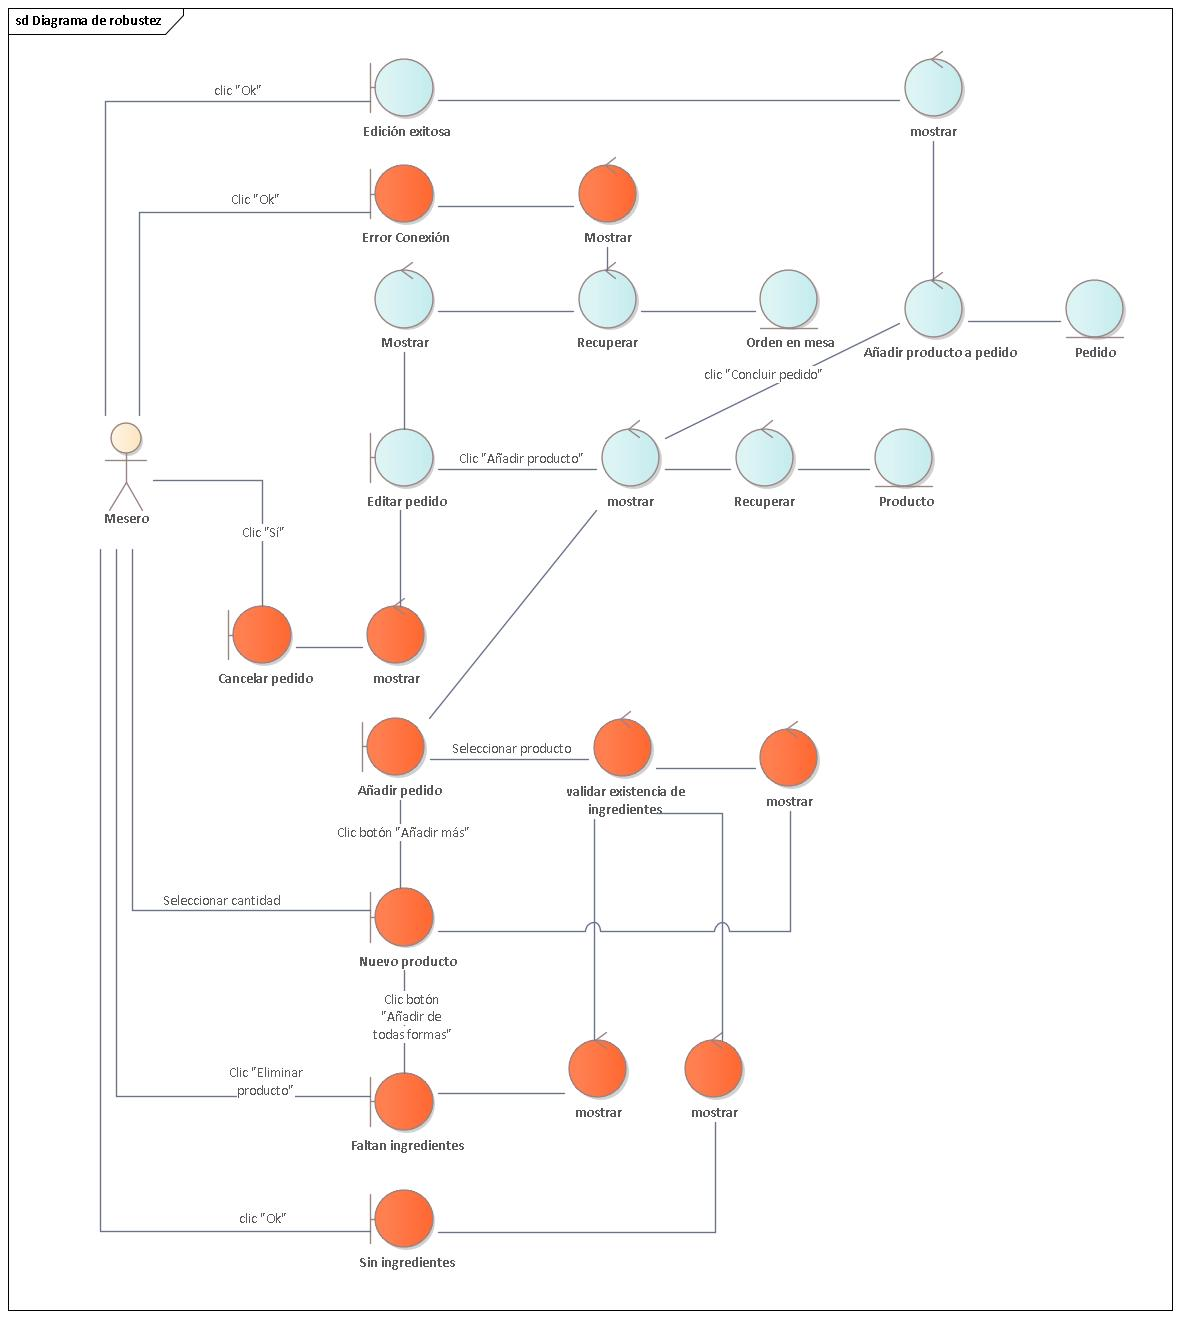 sd Diagrama de robustez
clic "Ok"
Edición exitosa
mostrar
Clic "Ok"
Error Conexión
Mostrar
Mostrar
Recuperar
Orden en mesa
Añadir producto a pedido
Pedido
clic "Concluir pedido"
Clic "Añadir producto"
Editar pedido
mostrar
Recuperar
Producto
Mesero
Clic "Sí"
Cancelar pedido
mostrar
Seleccionar producto
Añadir pedido
validar existencia de
ingredientes
mostrar
Clic botón "Añadir más"
Seleccionar cantidad
Nuevo producto
Clic botón
"Añadir de
todas formas"
Clic "Eliminar
producto"
Faltan ingredientes
mostrar
mostrar
clic "Ok"
Sin ingredientes